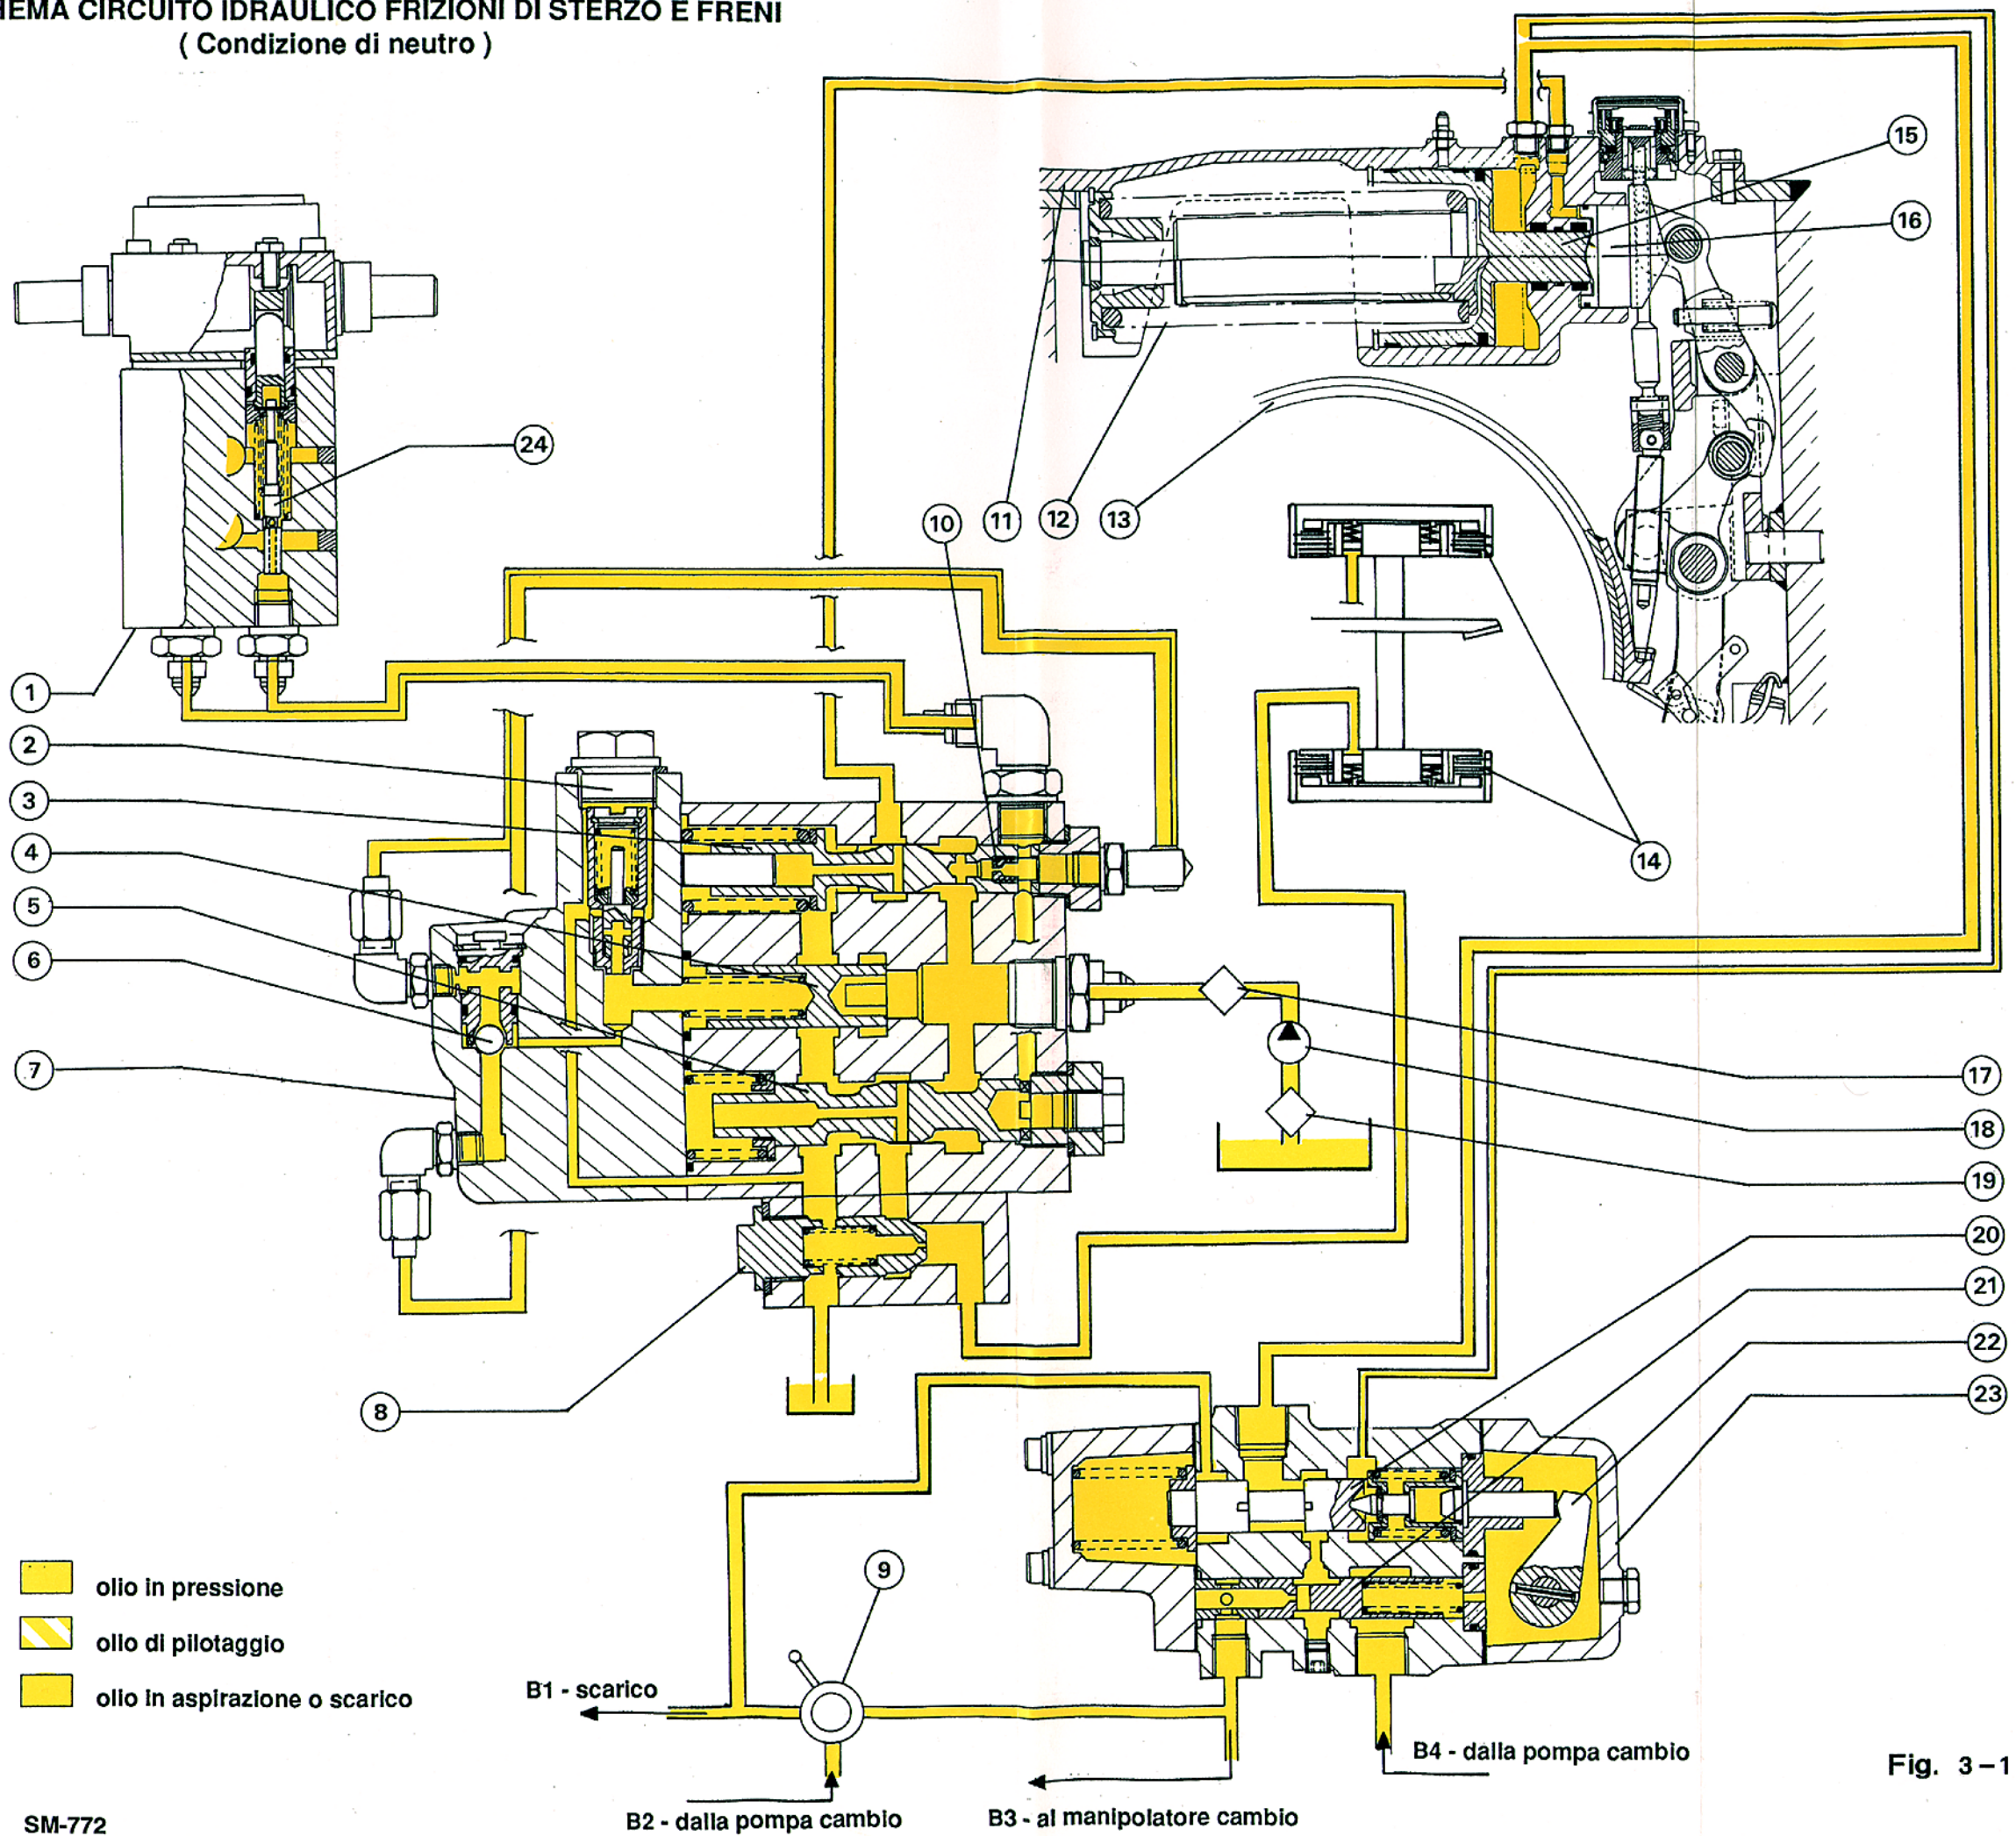 HEMA CIRCUITO IDRAULICO FRIZIONI DI STERZO E FRENI
( Condizione di neutro )
15
16
24
10
11
12
13
1
2
3
4
5
6
7
14
17
18
19
20
21
22
23
8
9
olio in pressione
olio di pilotaggio
olio in aspirazione o scarico
B1 - scarico
B4 - dalla pompa cambio
Fig. 3-1
B2 - dalla pompa cambio
B3 - al manipolatore cambio
SM-772